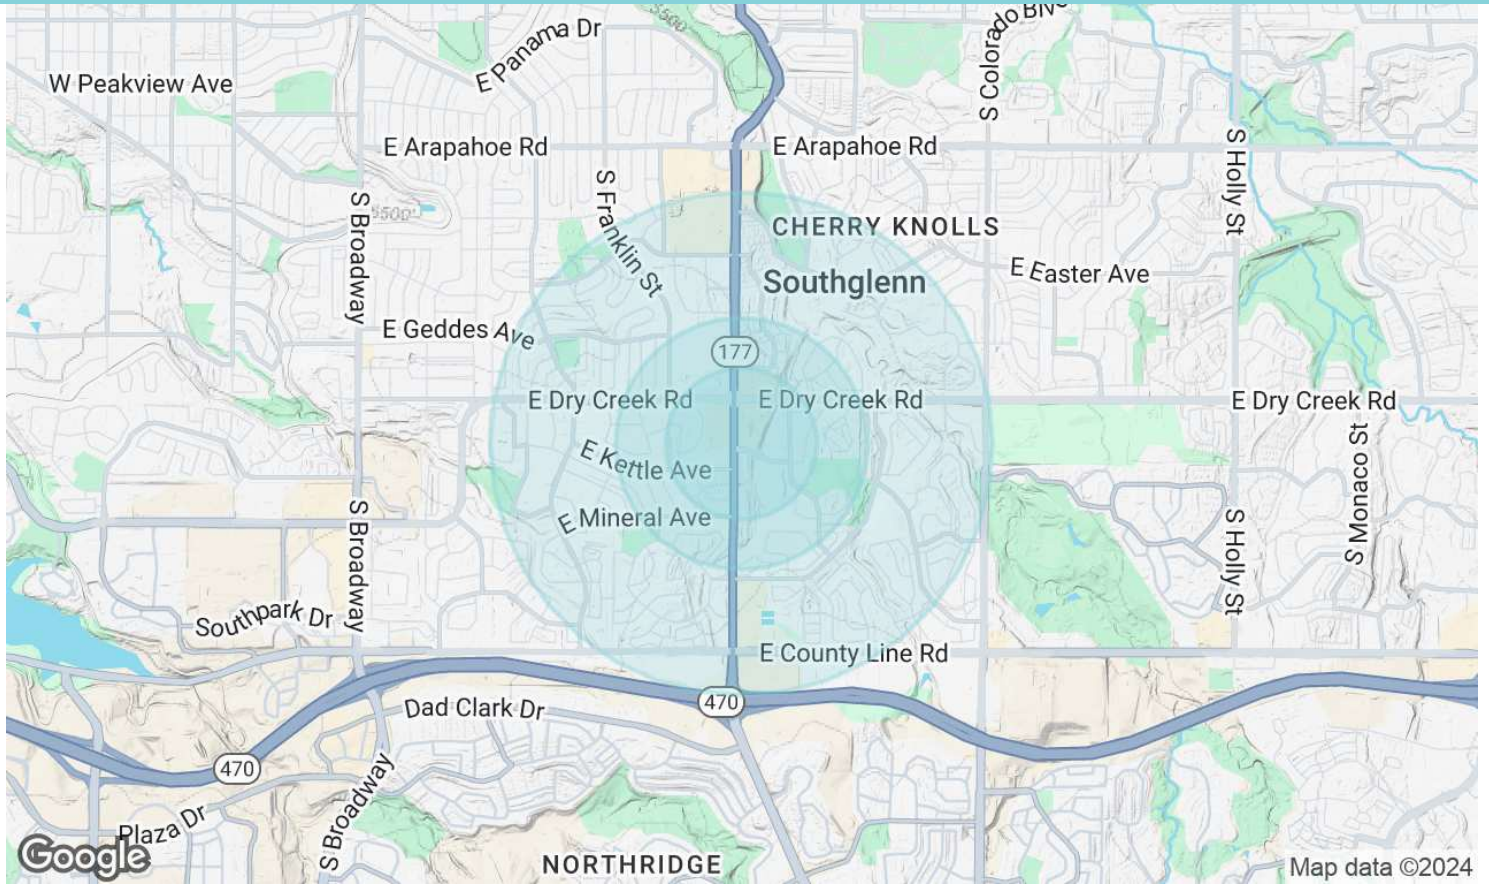 5500'
S Colorado Blvd
E Panama Dr
W Peakview Ave
E Arapahoe Rd
E Arapahoe Rd
S Holly St
S Franklin St
S Broadway
5500'
CHERRY KNOLLS
E Easter Ave
Southglenn
E Geddes Ave
177
E Dry Creek Rd
E Dry Creek Rd
E Dry Creek Rd
E Kettle Ave
S Monaco St
E Mineral Ave
S Broadway
S Holly St
Southpark Dr
E County Line Rd
470
Dad Clark Dr
470
S Broadway
Plaza Dr
Google
NORTHRIDGE
Map data ©2024